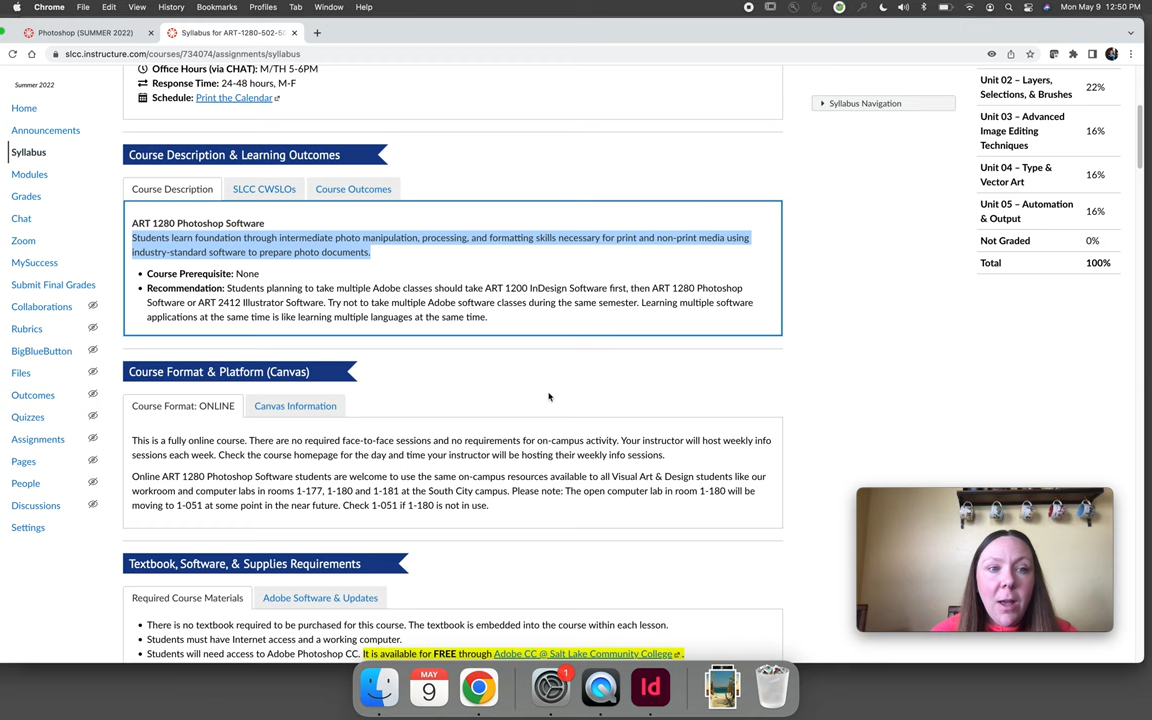 Chrome File Edit View History Bookmarks Profiles Tab Window Help
Mon May 9 12:50 PM
Photoshop (SUMMER 2022)
Syllabus for ART-1280-502-5
slcc.instructure.com/courses/734074/assignments/syllabus
Summer 2022
Home
Announcements
Syllabus
Modules
Grades
Chat
Zoom
MySuccess
Submit Final Grades
Collaborations
Rubrics
BigBlueButton
Files
Outcomes
Quizzes
Assignments
Pages
People
Discussions
Settings
Office Hours (via CHAT): M/TH 5-6PM
Response Time: 24-48 hours, M-F
Schedule: Print the Calendar
Course Description & Learning Outcomes
Course Description SLCC CWSLOs Course Outcomes
ART 1280 Photoshop Software
Students learn foundation through intermediate photo manipulation, processing, and formatting skills necessary for print and non-print media using
industry-standard software to prepare photo documents.
• Course Prerequisite: None
• Recommendation: Students planning to take multiple Adobe classes should take ART 1200 InDesign Software first, then ART 1280 Photoshop
Software or ART 2412 Illustrator Software. Try not to take multiple Adobe software classes during the same semester. Learning multiple software
applications at the same time is like learning multiple languages at the same time.
Course Format & Platform (Canvas)
Course Format: ONLINE Canvas Information
This is a fully online course. There are no required face-to-face sessions and no requirements for on-campus activity. Your instructor will host weekly info
sessions each week. Check the course homepage for the day and time your instructor will be hosting their weekly info sessions.
Online ART 1280 Photoshop Software students are welcome to use the same on-campus resources available to all Visual Art & Design students like our
workroom and computer labs in rooms 1-177, 1-180 and 1-181 at the South City campus. Please note: The open computer lab in room 1-180 will be
moving to 1-051 at some point in the near future. Check 1-051 if 1-180 is not in use.
Textbook, Software, & Supplies Requirements
Required Course Materials Adobe Software & Updates
• There is no textbook required to be purchased for this course. The textbook is embedded into the course within each lesson.
• Students must have Internet access and a working computer.
• Students will need access to Adobe Photoshop CC. It is available for FREE through Adobe CC @ Salt Lake Community College .
Syllabus Navigation
Unit 02 – Layers,
Selections, & Brushes 22%
Unit 03 – Advanced
Image Editing 16%
Techniques
Unit 04 – Type & 16%
Vector Art
Unit 05 – Automation 16%
& Output
Not Graded 0%
Total 100%
MAY
9
1
Id